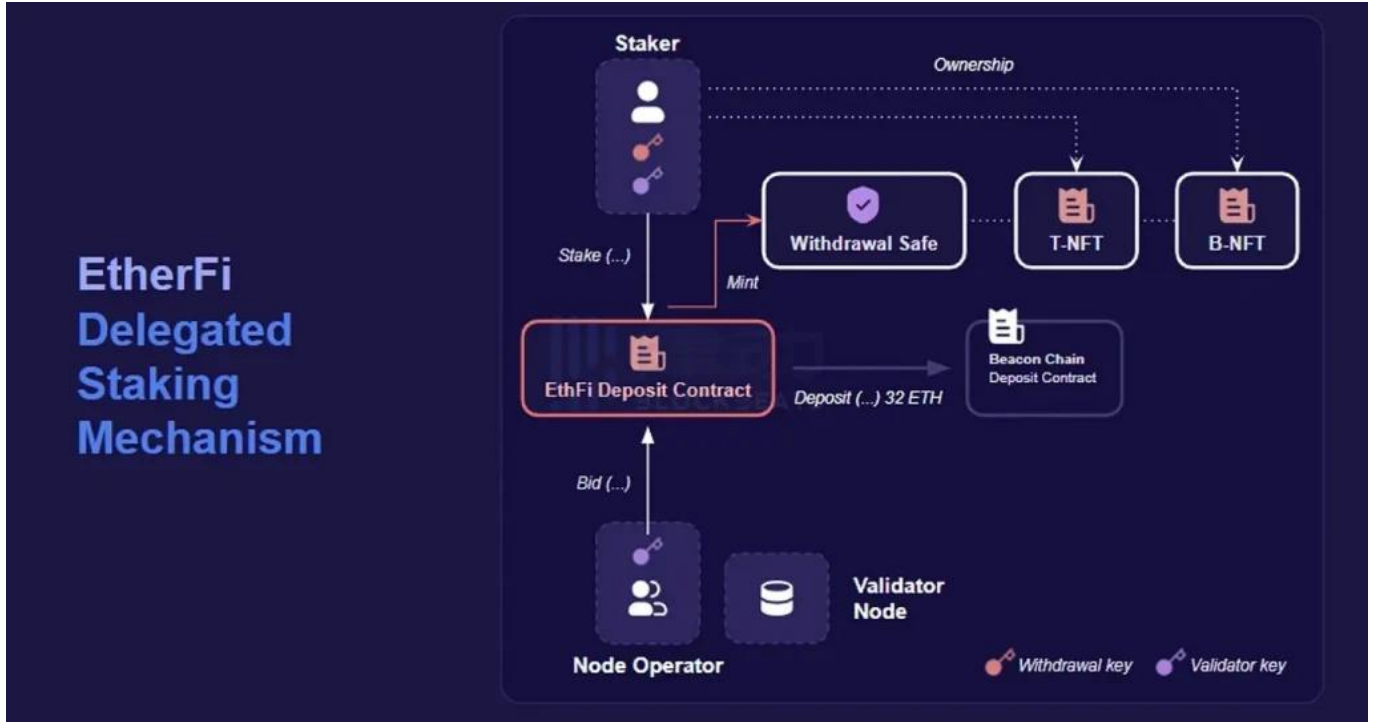 EtherFi
Delegated
Staking
Mechanism
Staker
Ownership
Withdrawal Safe
T-NFT
B-NFT
Stake (...)
Mint
EthFi Deposit Contract
Deposit (...) 32 ETH
Beacon Chain
Deposit Contract
Bid (...)
Validator
Node
Node Operator
Withdrawal key
Validator key